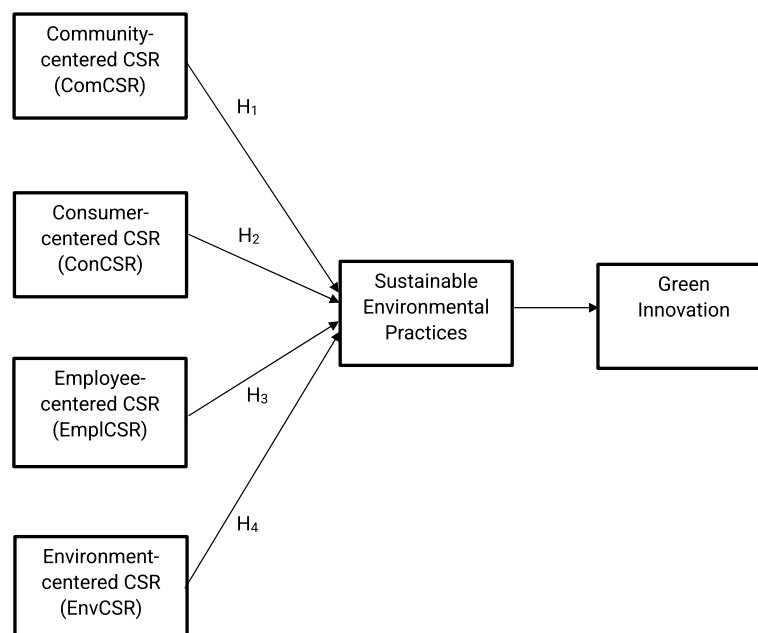 Community-
centered CSR
(ComCSR)
H₁
Consumer-
centered CSR
(ConCSR)
H₂
Sustainable
Environmental
Practices
Green
Innovation
Employee-
centered CSR
(EmplCSR)
H₃
H₄
Environment-
centered CSR
(EnvCSR)